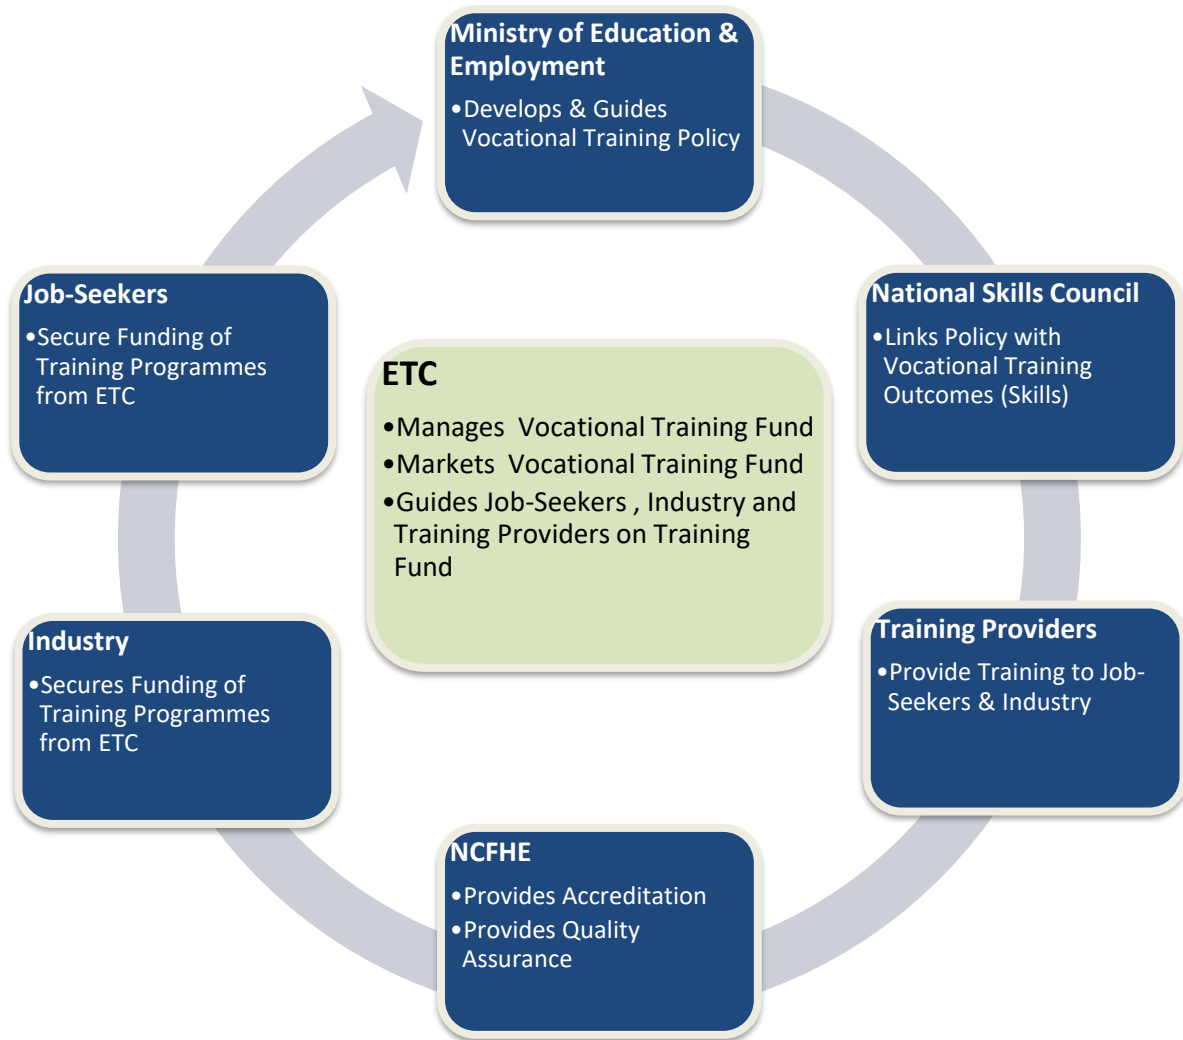 Ministry of Education &
Employment
•Develops & Guides
Vocational Training Policy
National Skills Council
•Links Policy with
Vocational Training
Outcomes (Skills)
Training Providers
•Provide Training to Job-
Seekers & Industry
NCFHE
•Provides Accreditation
•Provides Quality
Assurance
Industry
•Secures Funding of
Training Programmes
from ETC
Job-Seekers
•Secure Funding of
Training Programmes
from ETC
ETC
•Manages Vocational Training Fund
•Markets Vocational Training Fund
•Guides Job-Seekers , Industry and
Training Providers on Training
Fund